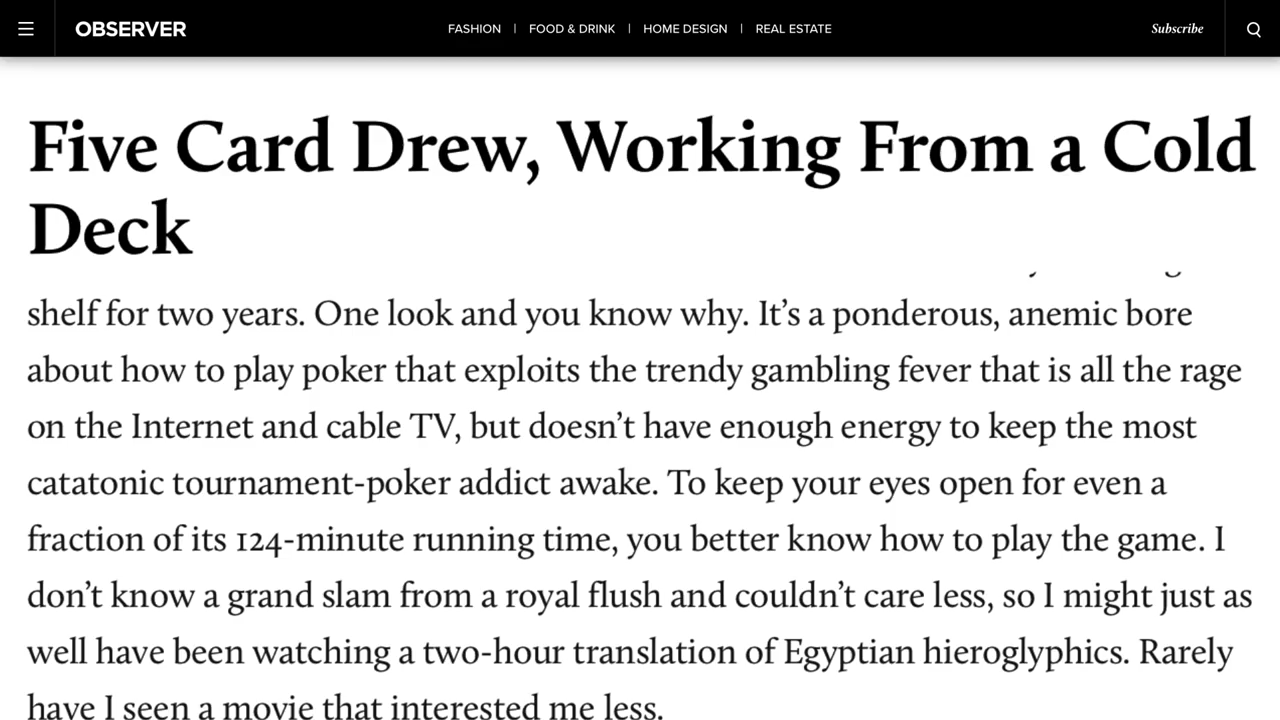 OBSERVER
FASHION | FOOD & DRINK | HOME DESIGN | REAL ESTATE
Subscribe
Five Card Drew, Working From a Cold
Deck
shelf for two years. One look and you know why. It’s a ponderous, anemic bore
about how to play poker that exploits the trendy gambling fever that is all the rage
on the Internet and cable TV, but doesn’t have enough energy to keep the most
catatonic tournament-poker addict awake. To keep your eyes open for even a
fraction of its 124-minute running time, you better know how to play the game. I
don’t know a grand slam from a royal flush and couldn’t care less, so I might just as
well have been watching a two-hour translation of Egyptian hieroglyphics. Rarely
have I seen a movie that interested me less.